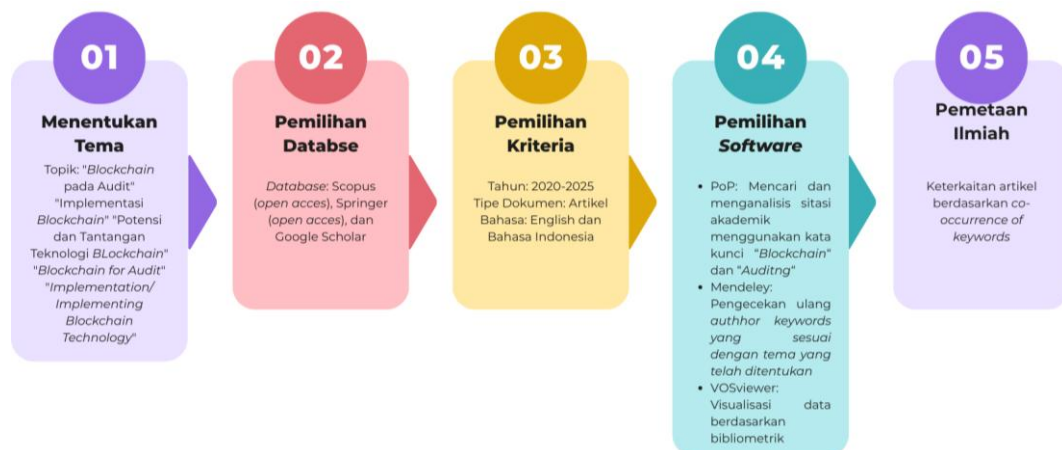 01
Menentukan
Tema
Topik: "Blockchain
pada Audit"
"Implementasi
Blockchain" "Potensi
dan Tantangan
Teknologi BLockchain"
"Blockchain for Audit"
"Implementation/
Implementing
Blockchain
Technology"
02
Pemilihan
Databse
Database: Scopus
(open acces), Springer
(open acces), dan
Google Scholar
03
Pemilihan
Kriteria
Tahun: 2020-2025
Tipe Dokumen: Artikel
Bahasa: English dan
Bahasa Indonesia
04
Pemilihan
Software
• PoP: Mencari dan
menganalisis sitasi
akademik
menggunakan kata
kunci "Blockchain"
dan "Auditng"
• Mendeley:
Pengecekan ulang
authhor keywords
yang sesuai
dengan tema yang
telah ditentukan
• VOSviewer:
Visualisasi data
berdasarkan
bibliometrik
05
Pemetaan
Ilmiah
Keterkaitan artikel
berdasarkan co-
occurrence of
keywords